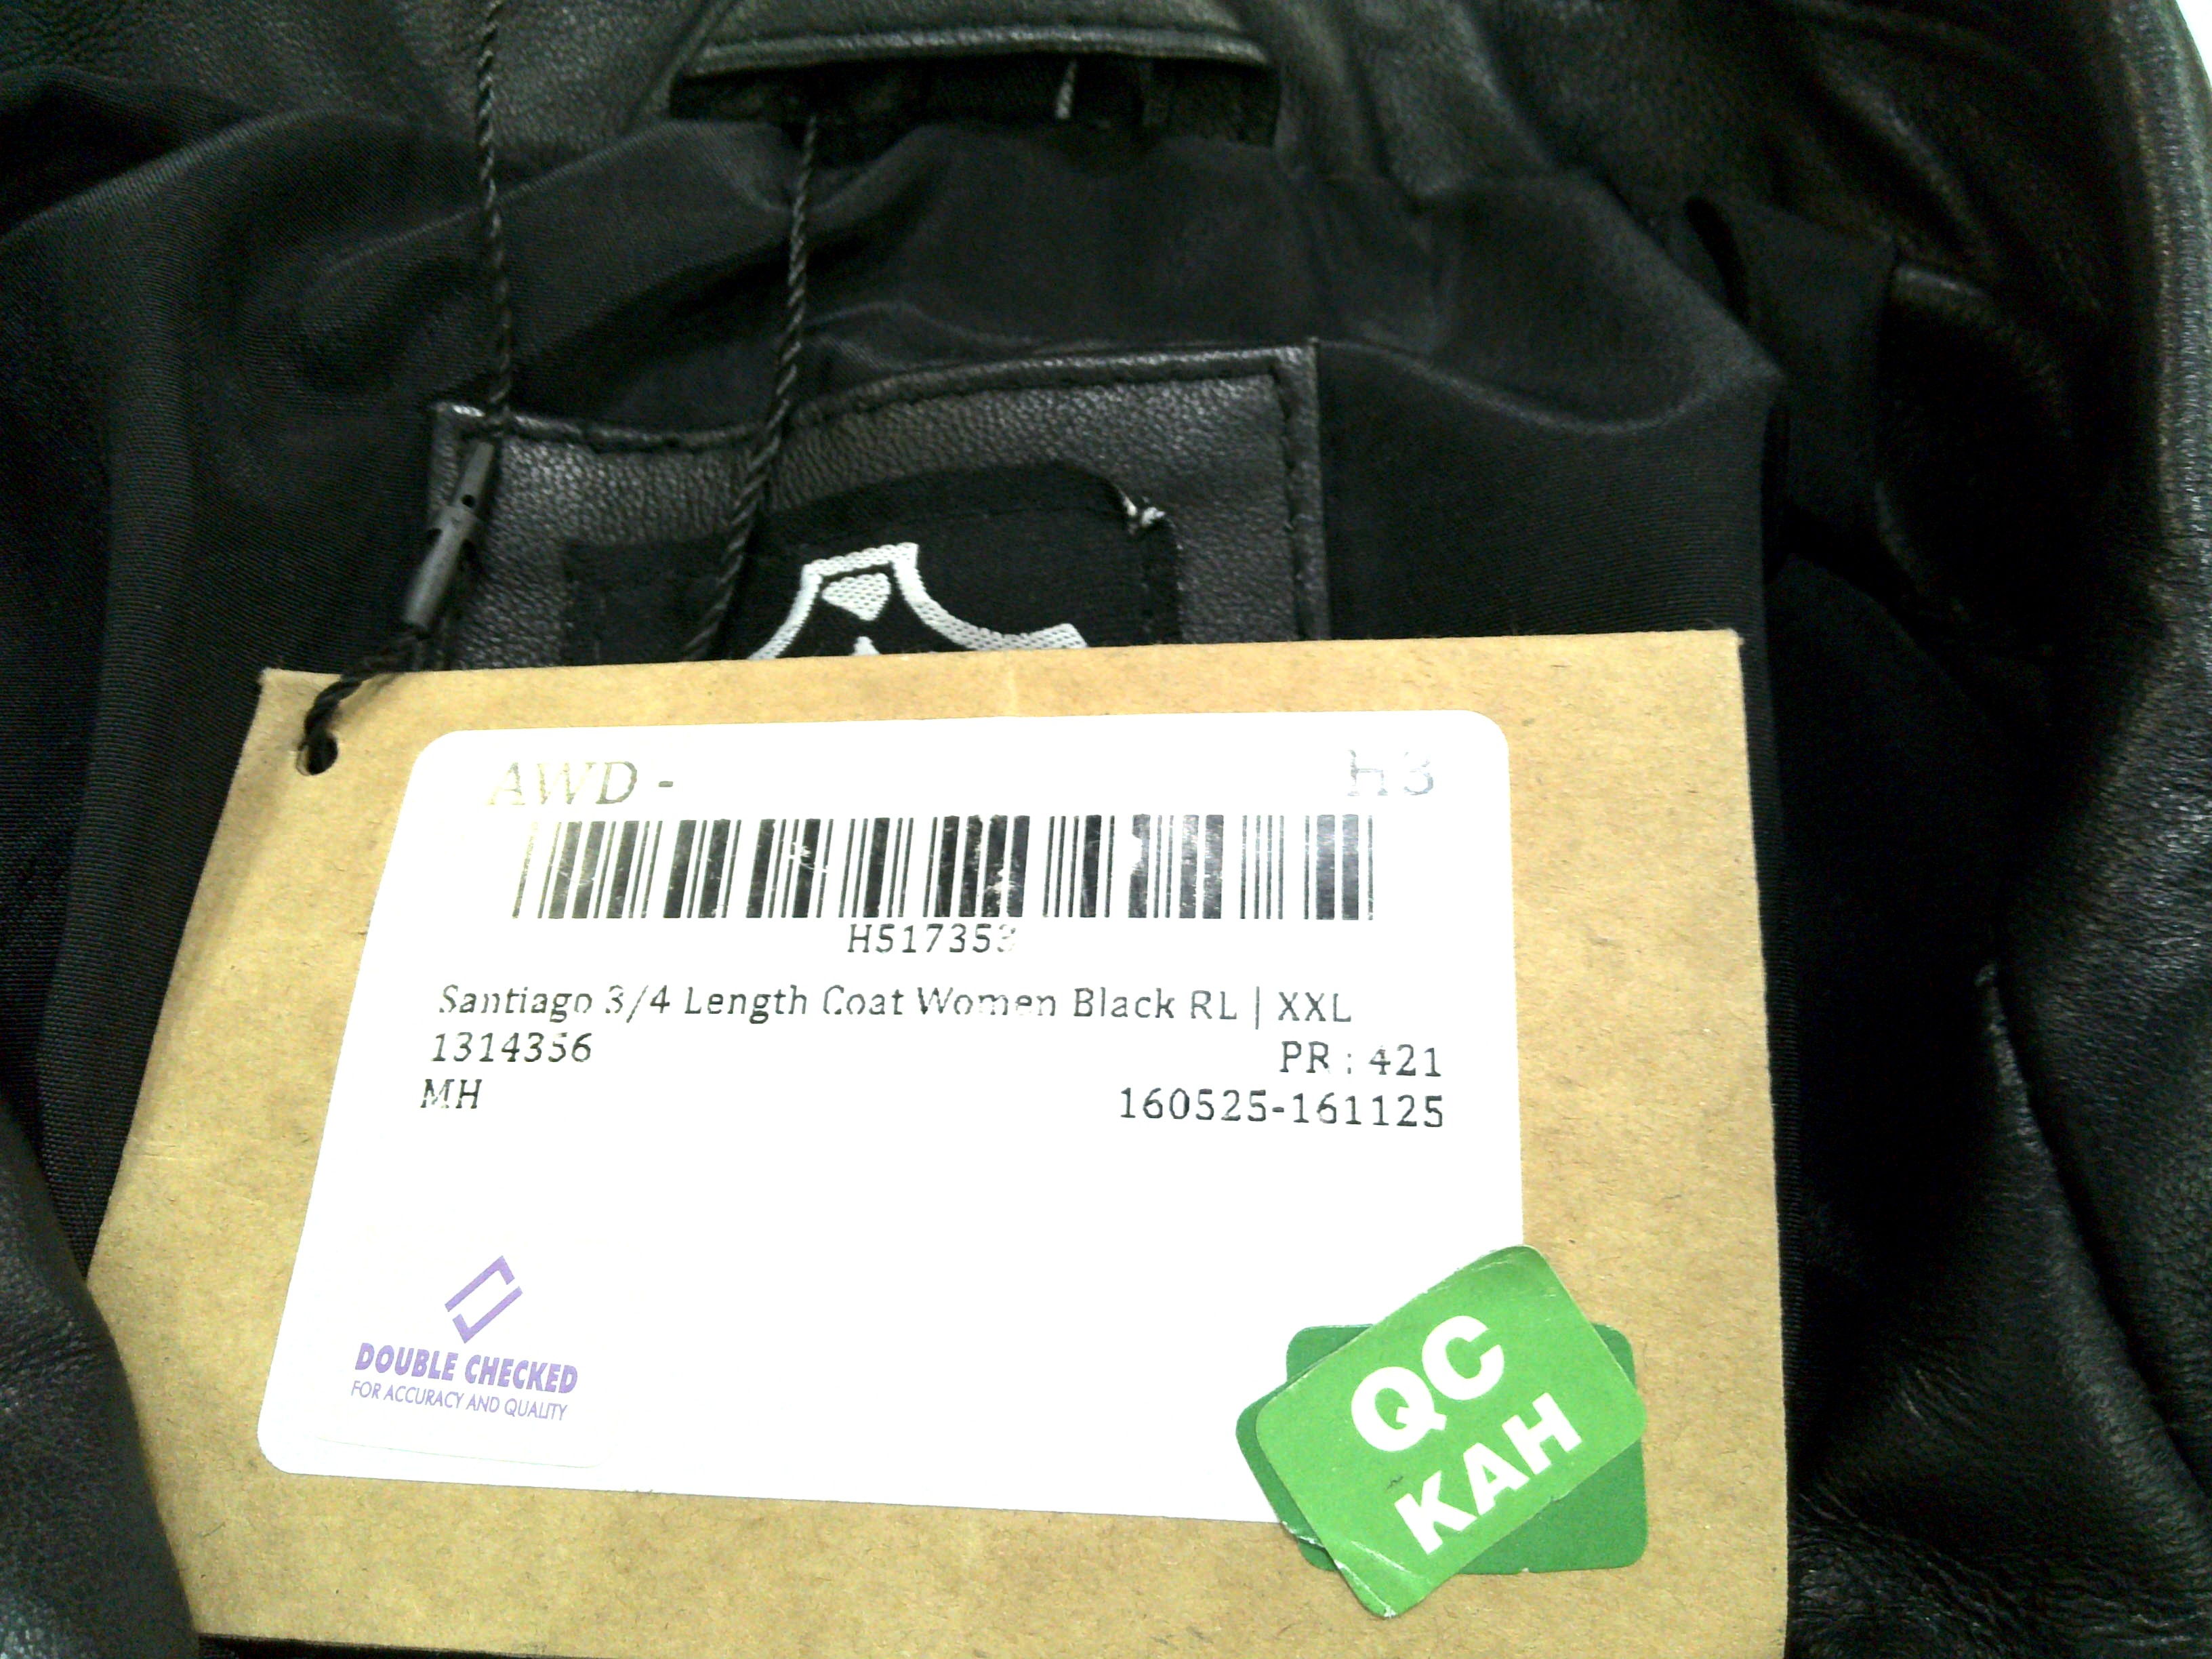 AWD - H3
H517353
Santiago 3/4 Length Coat Women Black RL | XXL
1314356 PR : 421
MH 160525-161125
DOUBLE CHECKED
FOR ACCURACY AND QUALITY
QC
KAH